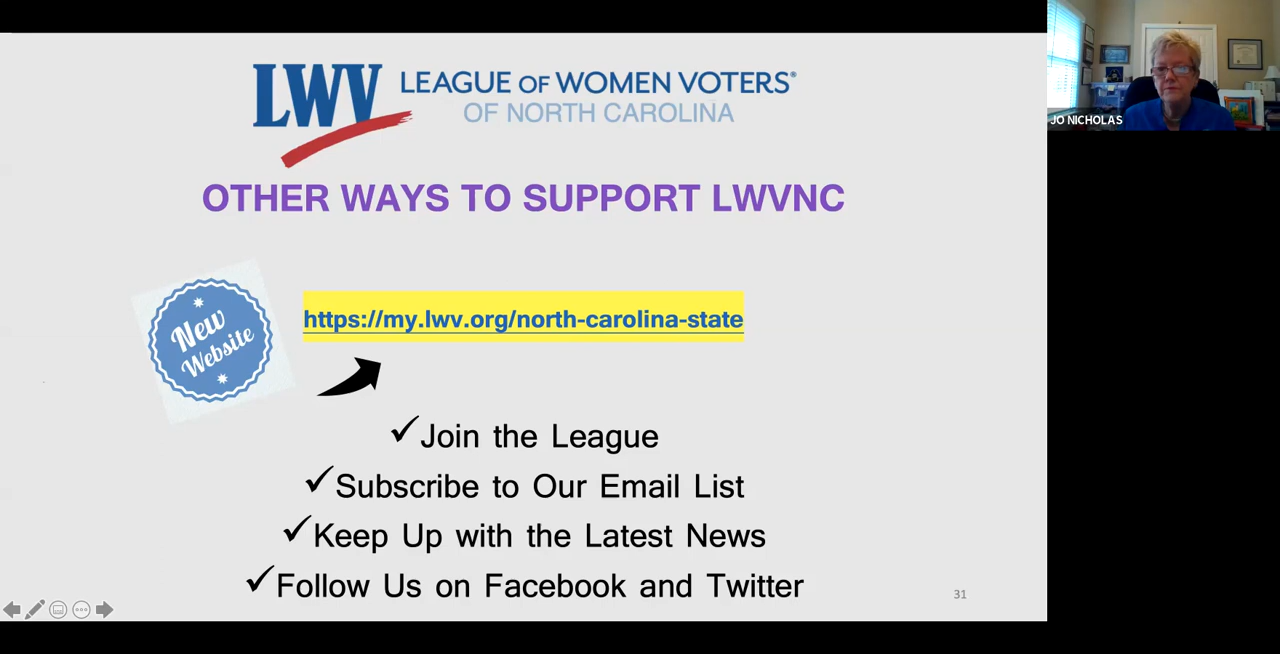 LWV LEAGUE OF WOMEN VOTERS®
OF NORTH CAROLINA
JO NICHOLAS
OTHER WAYS TO SUPPORT LWVNC
New
Website
https://my.lwv.org/north-carolina-state
✓Join the League
✓Subscribe to Our Email List
✓Keep Up with the Latest News
✓Follow Us on Facebook and Twitter
31